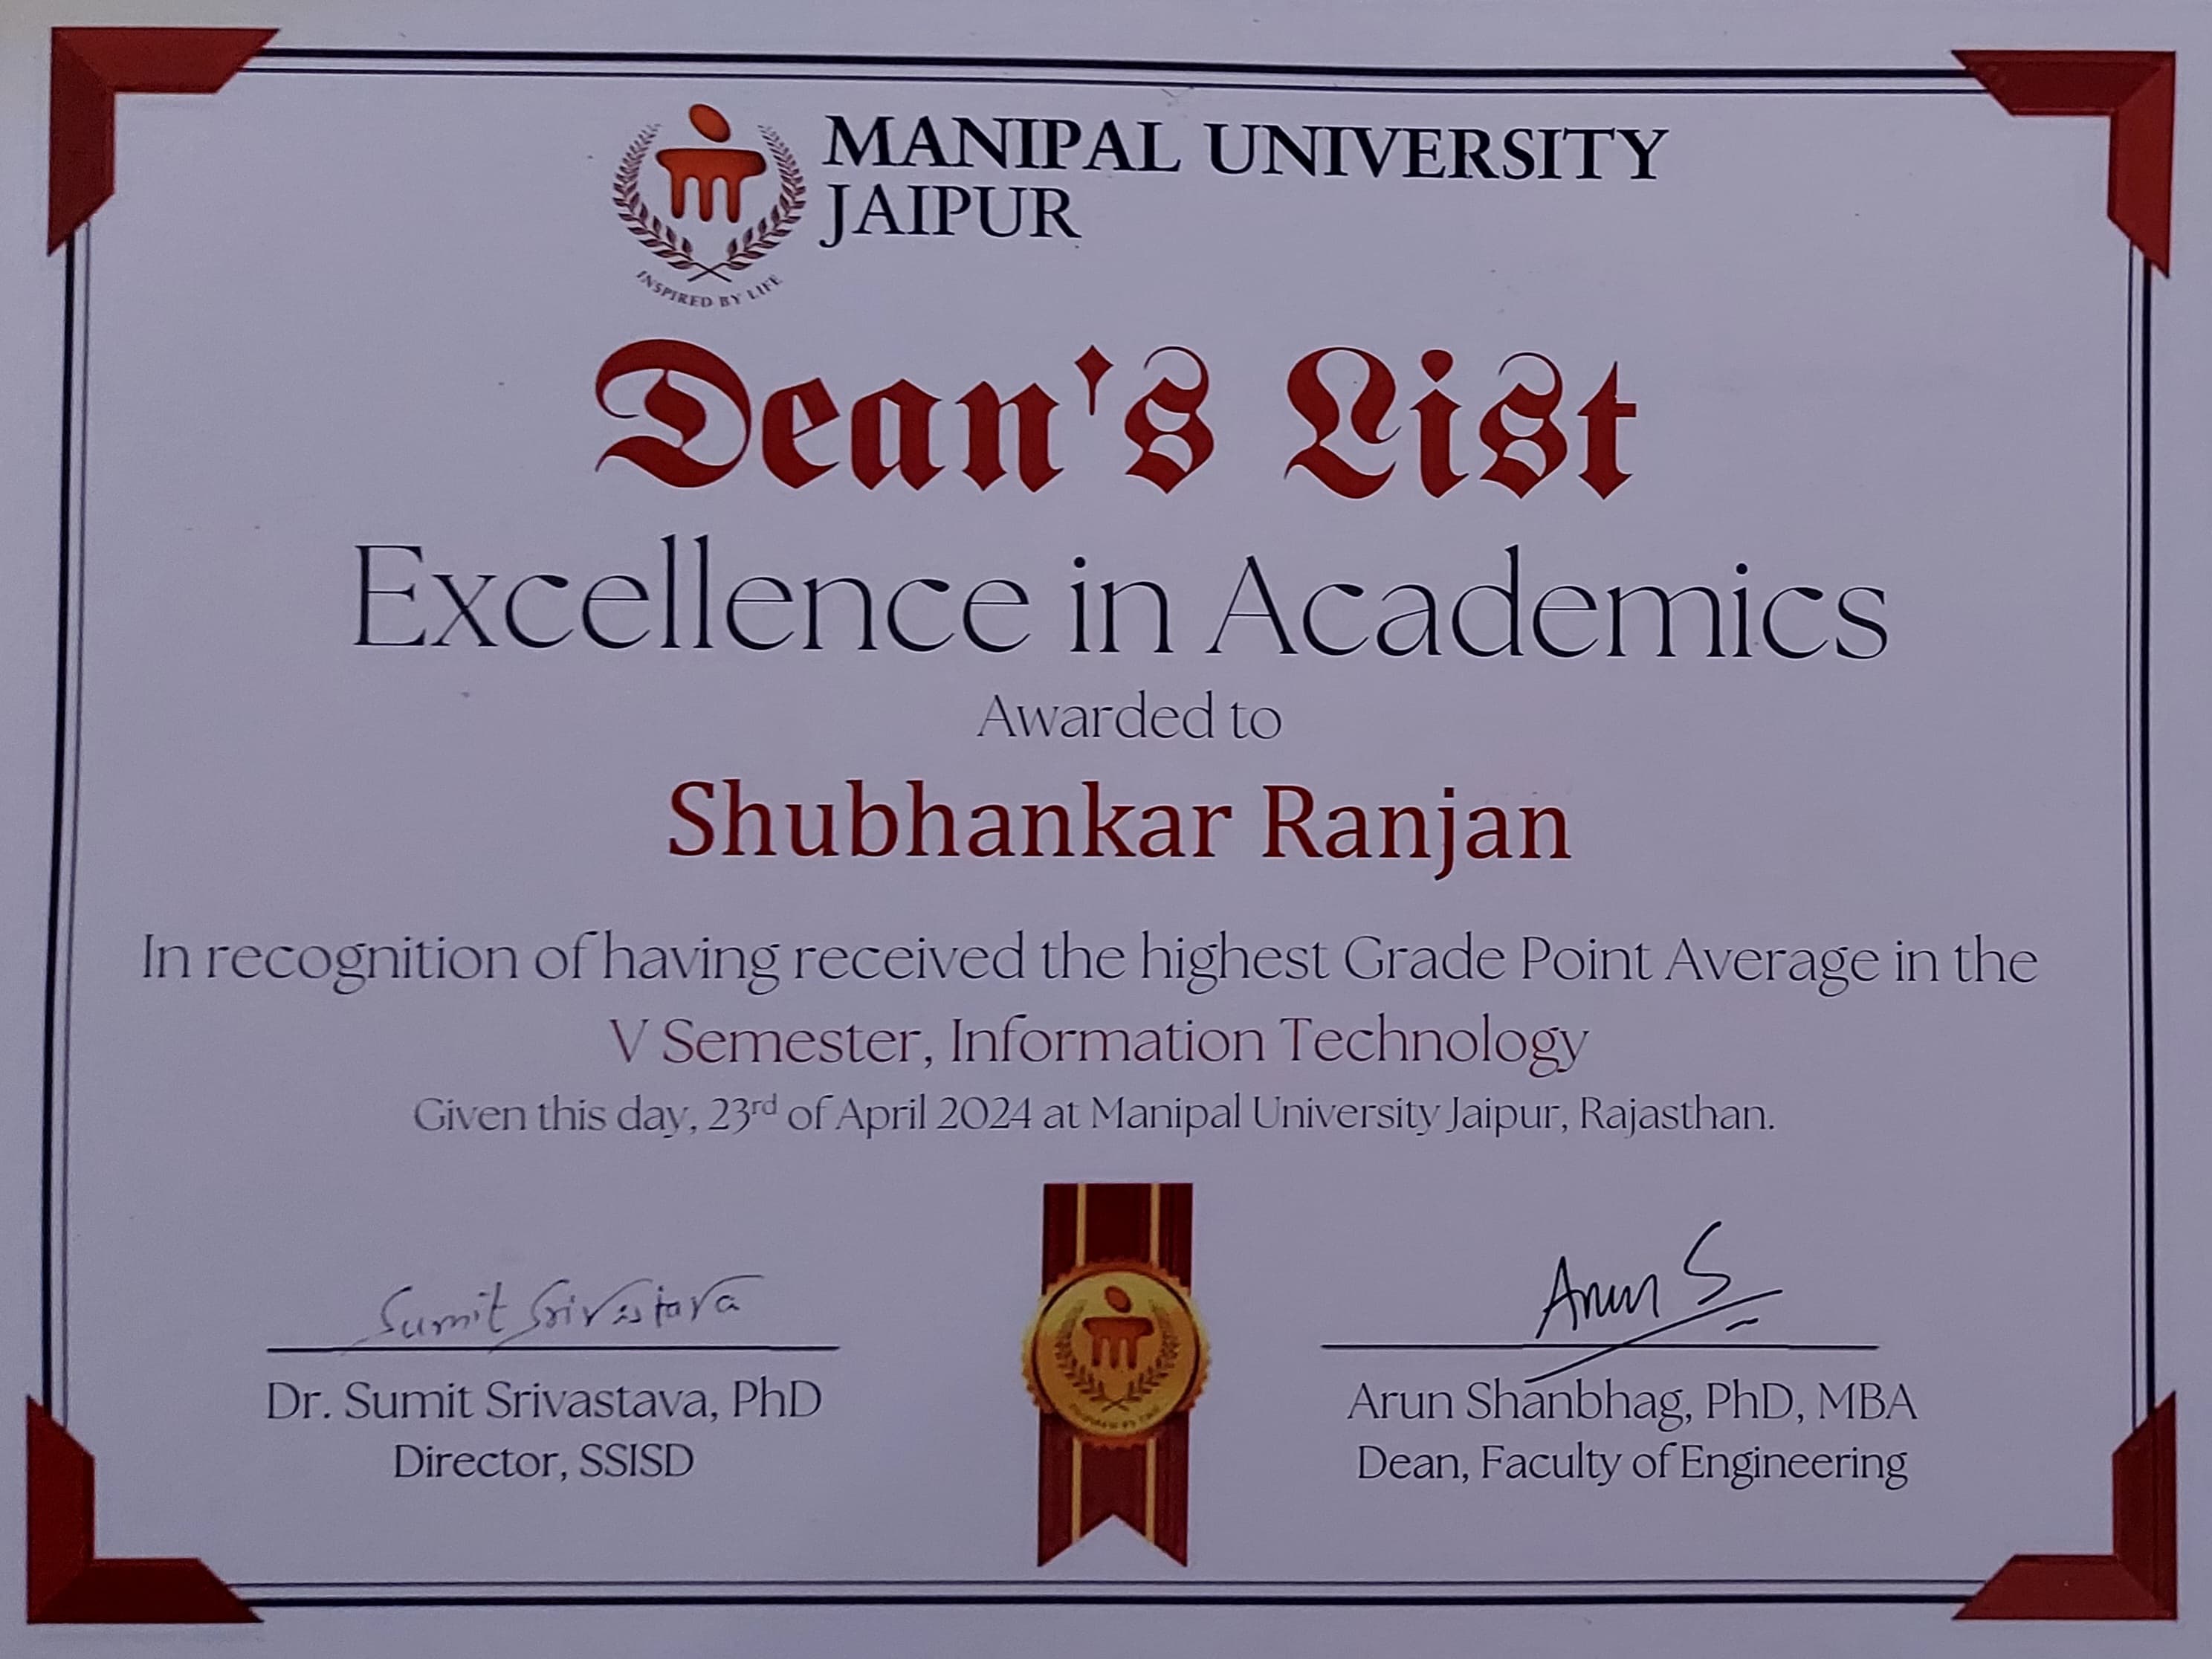 MANIPAL UNIVERSITY
JAIPUR
INSPIRED BY LIFE
Dean's List
Excellence in Academics
Awarded to
Shubhankar Ranjan
In recognition of having received the highest Grade Point Average in the
V Semester, Information Technology
Given this day, 23rd of April 2024 at Manipal University Jaipur, Rajasthan.
Sumit Srivastava
Arun S
Dr. Sumit Srivastava, PhD
Director, SSISD
Arun Shanbhag, PhD, MBA
Dean, Faculty of Engineering